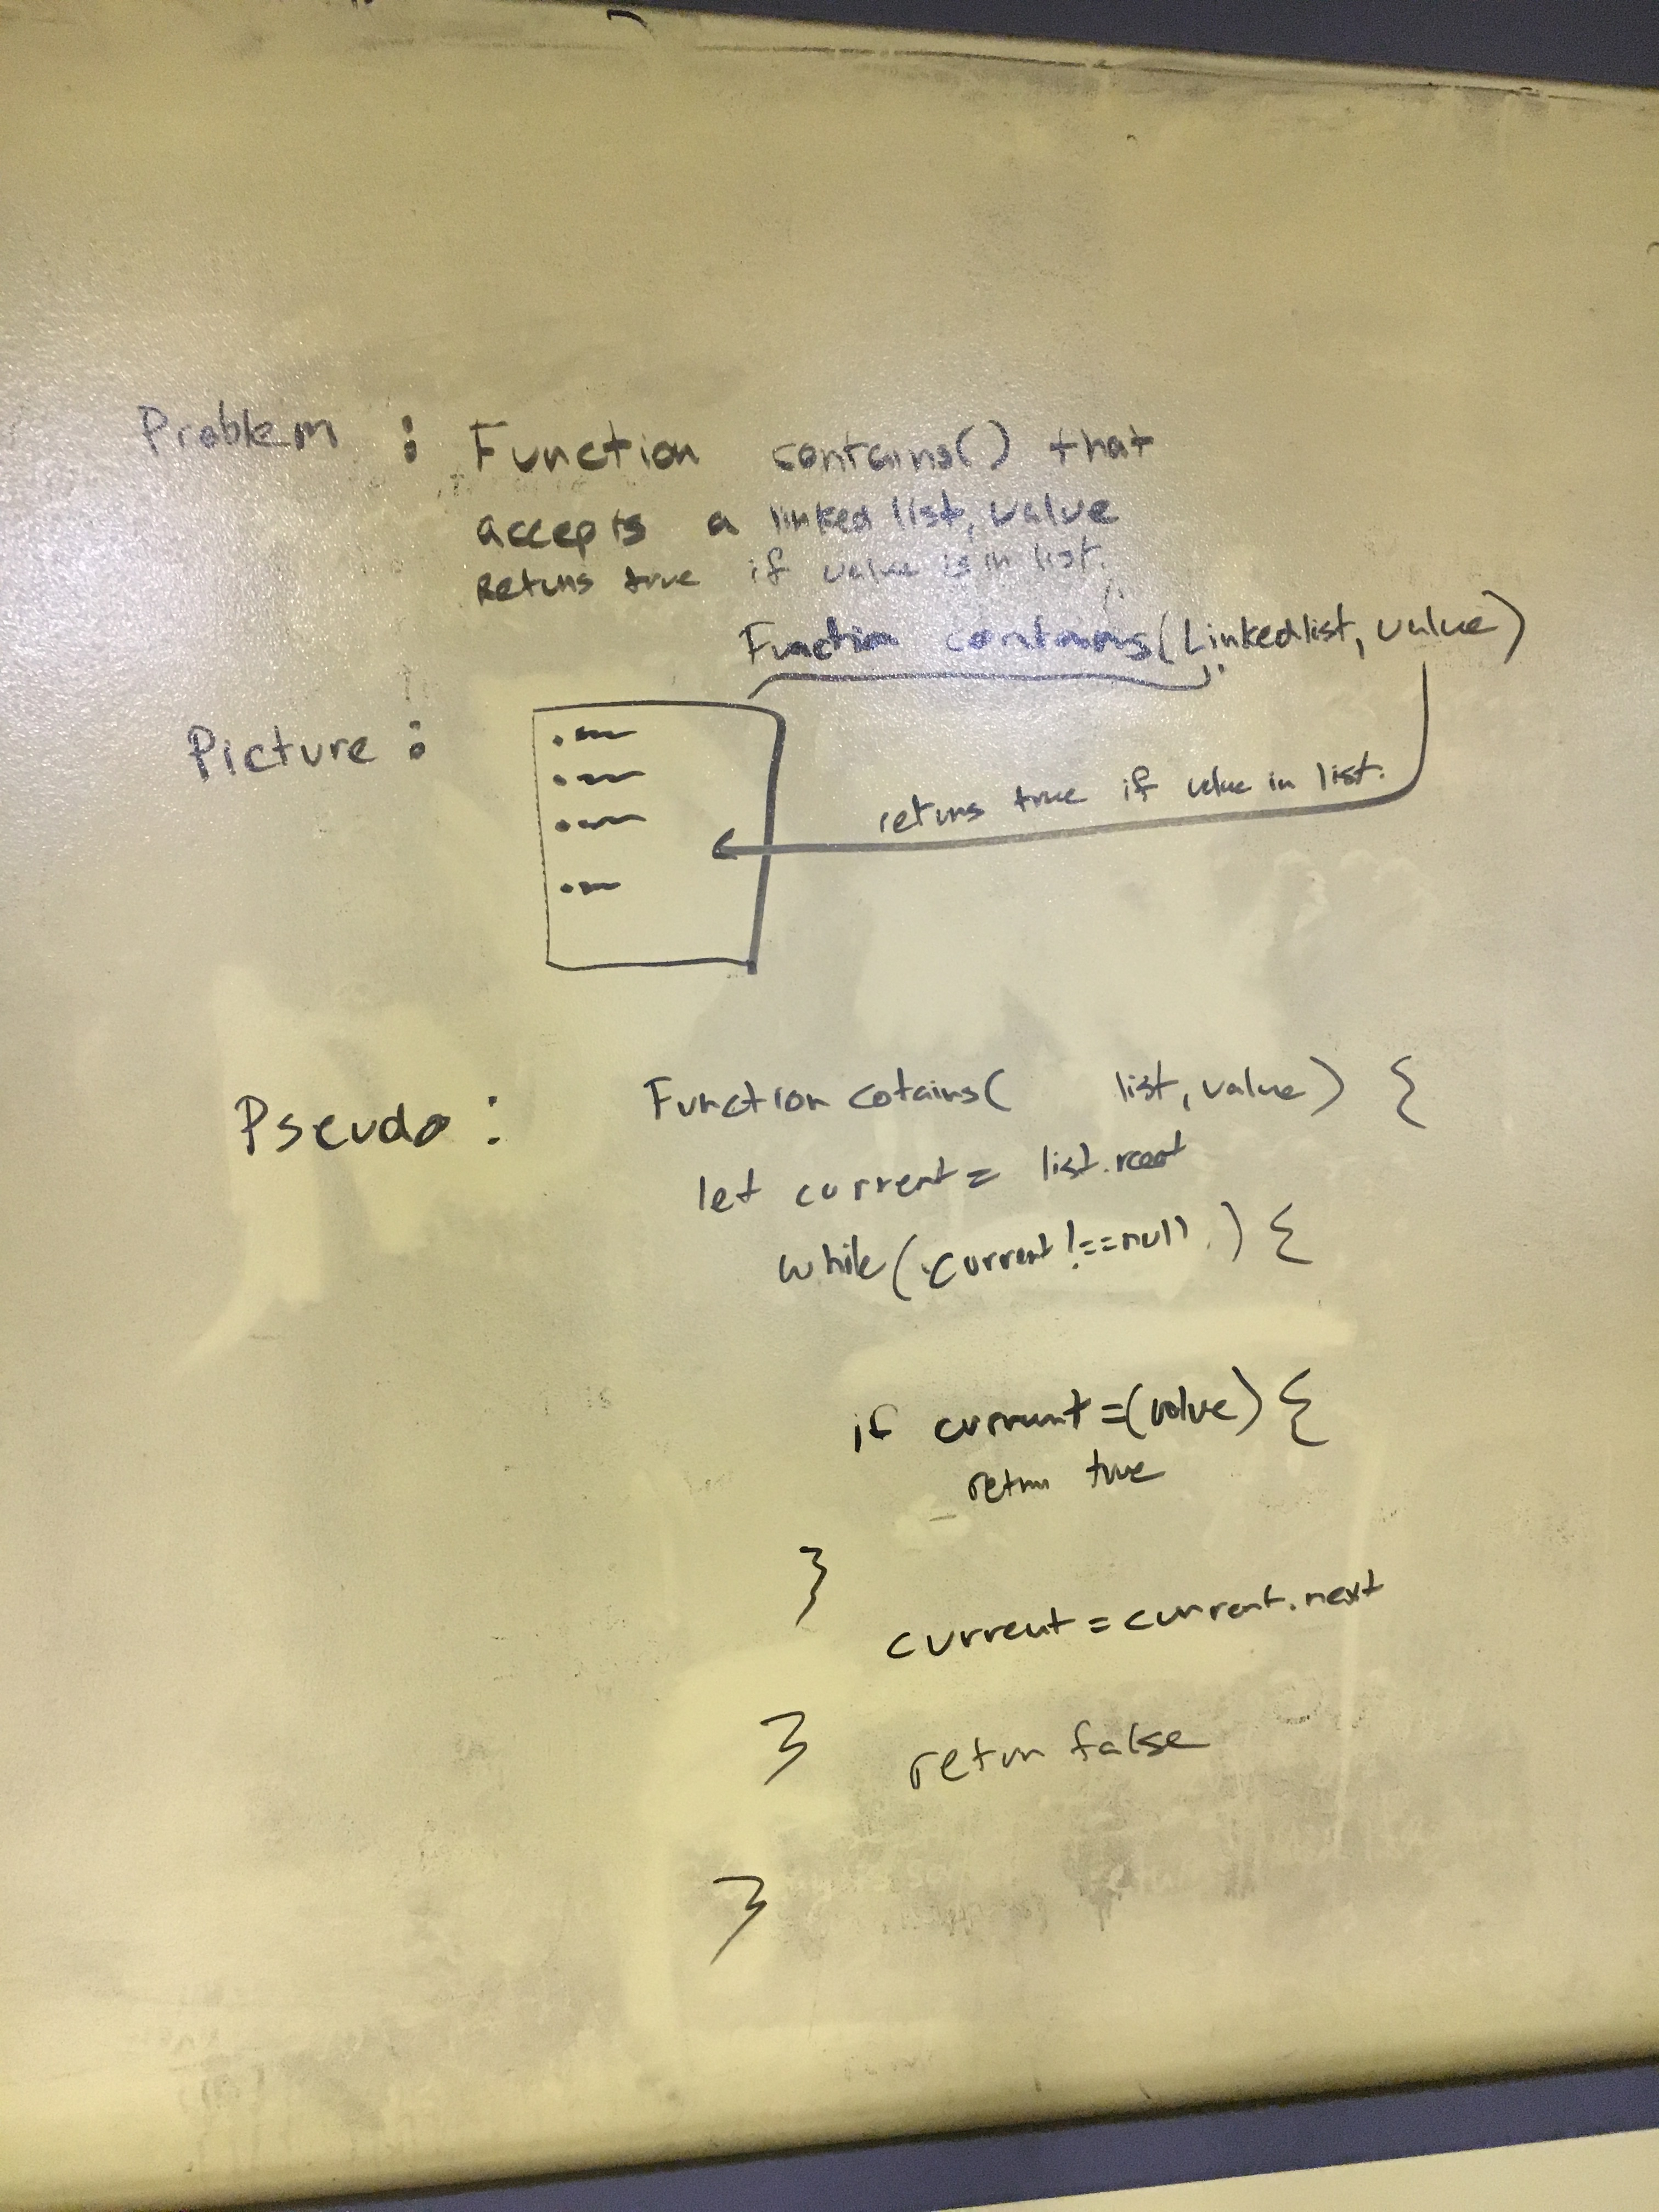 Problem : Function contains() that
accepts a linked list, value
Returns true if value is in list.
Function contains(Linkedlist, value)
Picture :
returns true if value in list.
Pseudo : Function cotains( list, value) {
let current = list.root
while(current !==null) {
if current =(value) {
return true
}
current = current.next
} return false
}